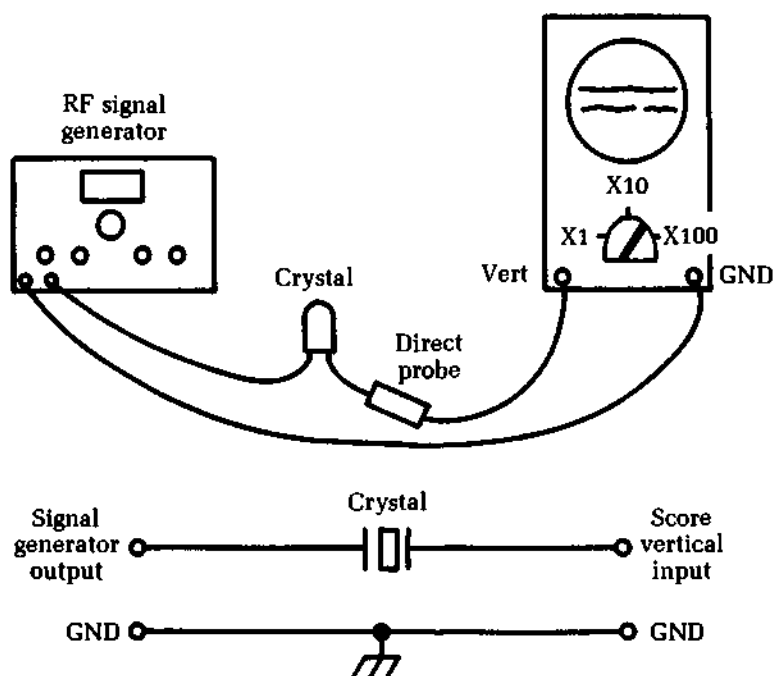 RF signal
generator
X10
X1
X100
Vert
GND
Crystal
Direct
probe
Crystal
Signal
generator
output
Score
vertical
input
GND
GND